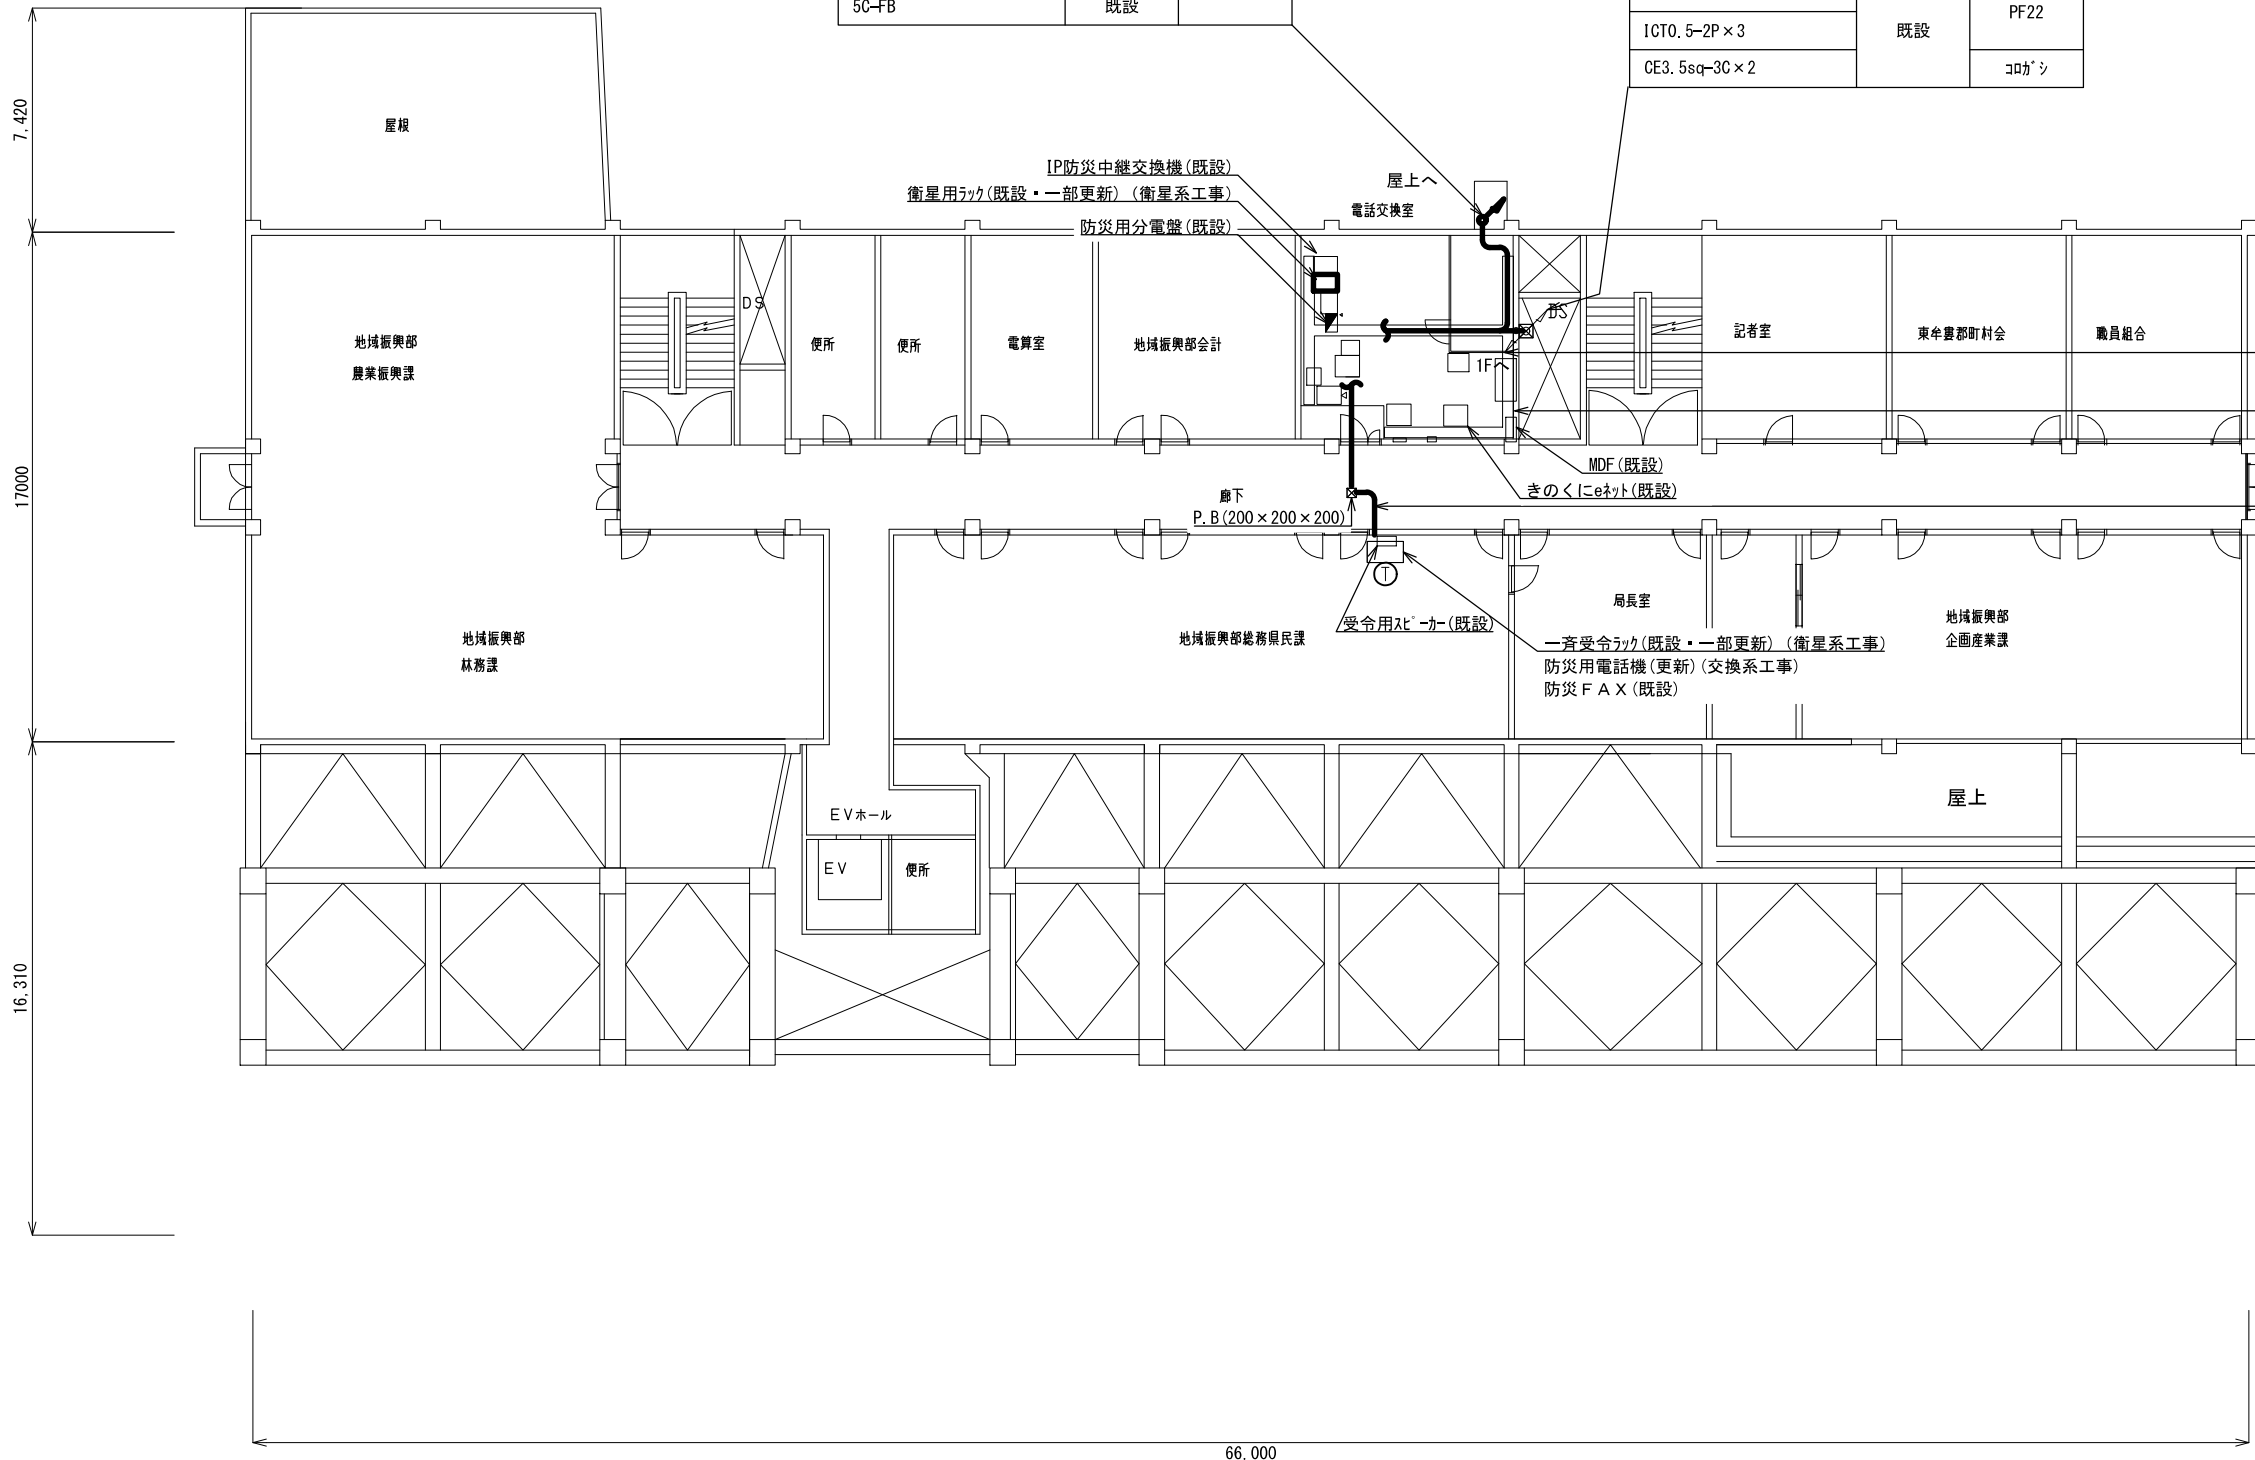 5C-FB 既設
PF22
ICT0.5-2P×3 既設
CE3.5sq-3C×2 ｺﾛｶﾞｼ
7,420
屋根
IP防災中継交換機(既設)
衛星用ﾗｯｸ(既設・一部更新)(衛星系工事)
防災用分電盤(既設)
屋上へ
電話交換室
DS
DS
地域振興部
農業振興課
便所
便所
電算室
地域振興部会計
1Fへ
記者室
東牟婁郡町村会
職員組合
17000
MDF(既設)
きのくにeﾈｯﾄ(既設)
廊下
P.B(200×200×200)
T
受令用ｽﾋﾟｰｶｰ(既設)
局長室
地域振興部
企画産業課
地域振興部
林務課
地域振興部総務県民課
一斉受令ﾗｯｸ(既設・一部更新)(衛星系工事)
防災用電話機(更新)(交換系工事)
防災ＦＡＸ(既設)
屋上
ＥＶホール
ＥＶ
便所
16,310
66.000